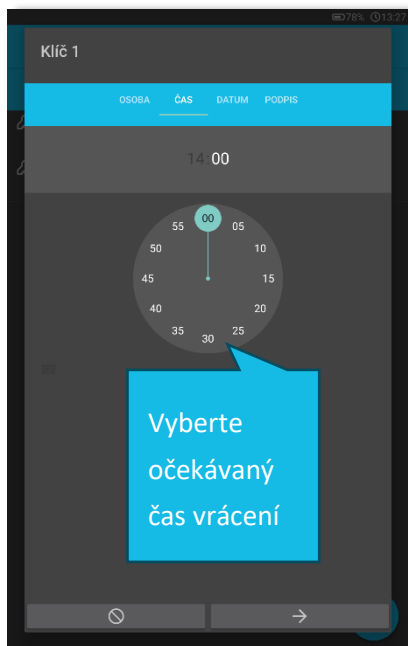 78% 13:27
Klíč 1
OSOBA ČAS DATUM PODPIS
14:00
00
55 05
50 10
45 15
40 20
35 25
30
Vyberte
očekávaný
čas vrácení